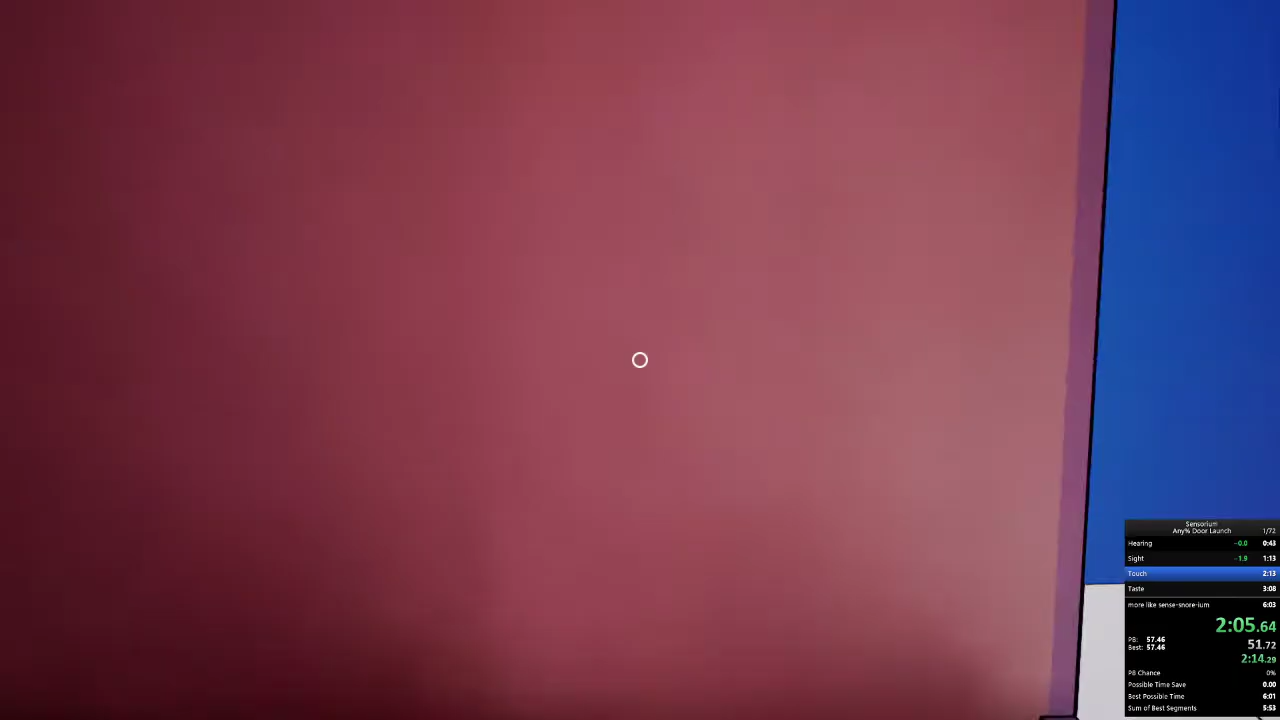 Sensorium
Any% Door Launch 1/72
Hearing -0.0 0:43
Sight -1.9 1:13
Touch 2:13
Taste 3:08
more like sense-snore-ium 6:03
2:05.64
PB: 57.46 51.72
Best: 57.46
2:14.29
PB Chance 0%
Possible Time Save 0.00
Best Possible Time 6:01
Sum of Best Segments 5:53